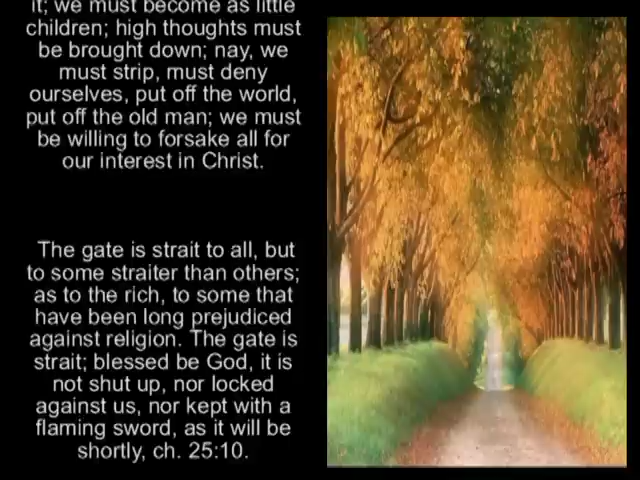 it; we must become as little
children; high thoughts must
be brought down; nay, we
must strip, must deny
ourselves, put off the world,
put off the old man; we must
be willing to forsake all for
our interest in Christ.
The gate is strait to all, but
to some straiter than others;
as to the rich, to some that
have been long prejudiced
against religion. The gate is
strait; blessed be God, it is
not shut up, nor locked
against us, nor kept with a
flaming sword, as it will be
shortly, ch. 25:10.